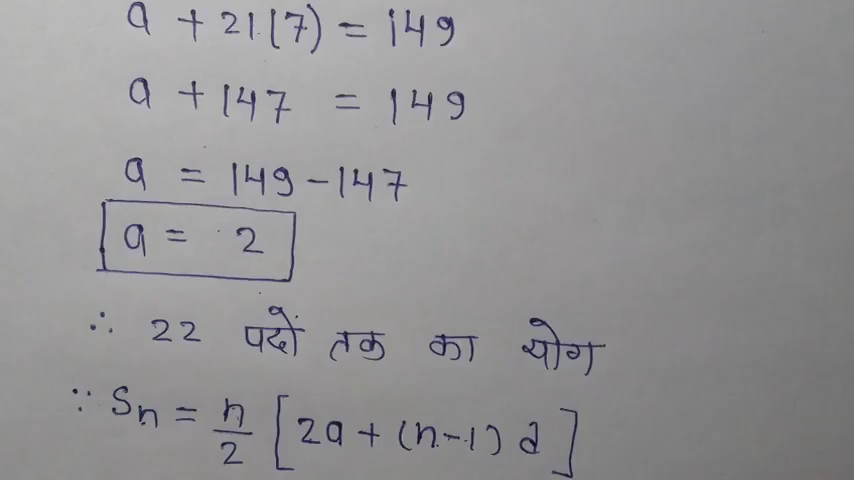 a + 21(7) = 149
a + 147 = 149
a = 149 - 147
a = 2
∴ 22 पदों तक का योग
∵ Sn = n/2 [2a + (n-1) d]